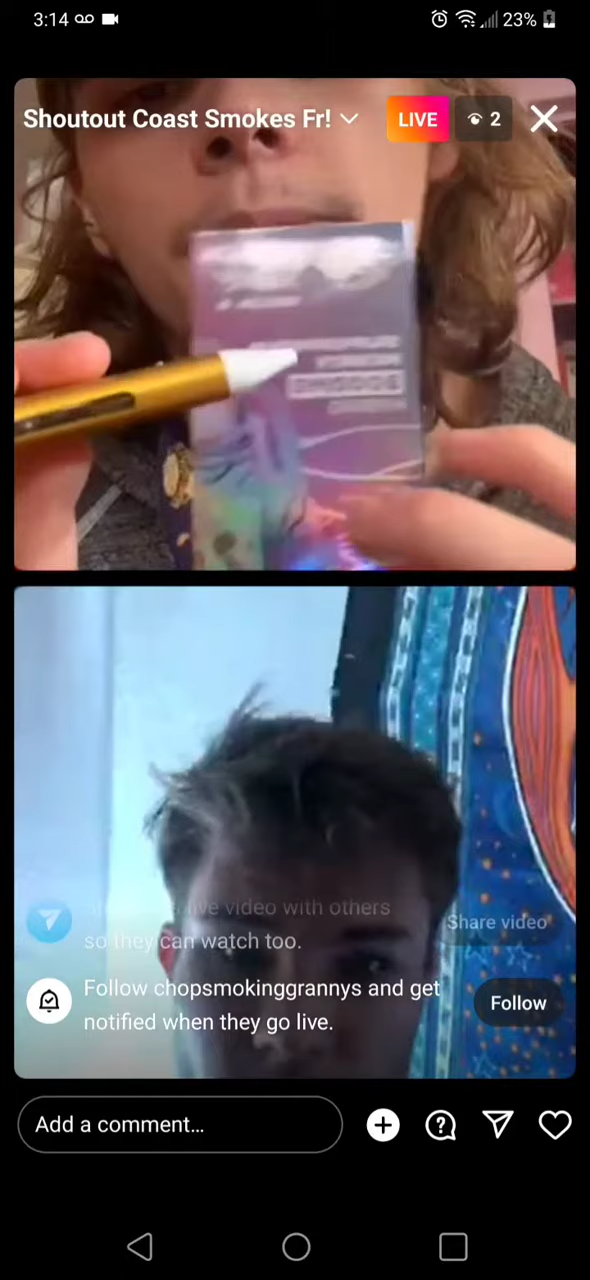 3:14
23%
Shoutout Coast Smokes Fr!
LIVE
2
live video with others
so they can watch too.
Share video
Follow chopsmokinggrannys and get
notified when they go live.
Follow
Add a comment...